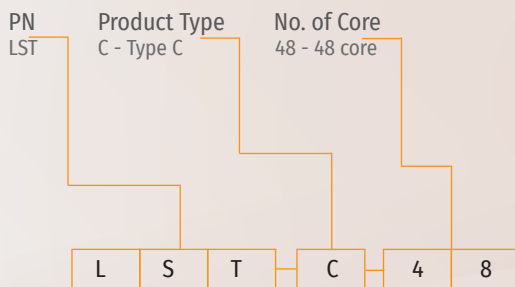 PN Product Type No. of Core
LST C - Type C 48 - 48 core
L S T C 4 8